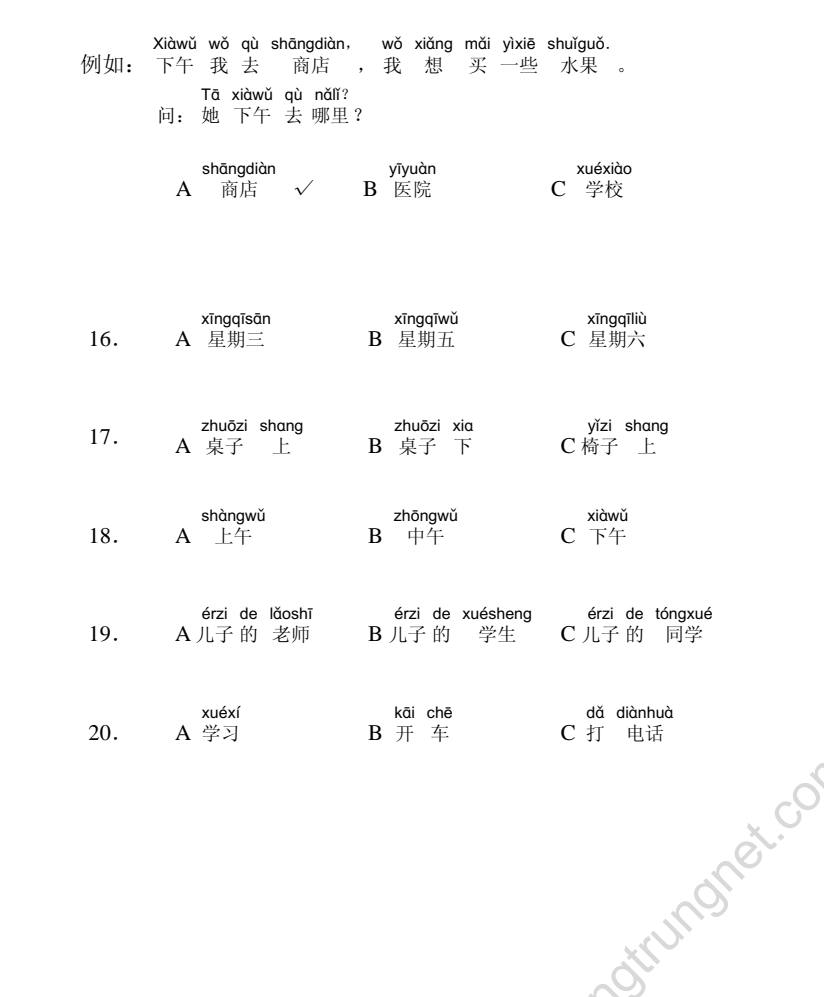 Xiàwǔ wǒ qù shāngdiàn, wǒ xiǎng mǎi yìxiē shuǐguǒ.
例如: 下午 我 去 商店 , 我 想 买 一些 水果 。
Tā xiàwǔ qù nǎlǐ?
问: 她 下午 去 哪里?
shāngdiàn yīyuàn xuéxiào
A 商店 ✓ B 医院 C 学校
xīngqīsān xīngqīwǔ xīngqīliù
16. A 星期三 B 星期五 C 星期六
zhuōzi shang zhuōzi xia yǐzi shang
17. A 桌子 上 B 桌子 下 C 椅子 上
shàngwǔ zhōngwǔ xiàwǔ
18. A 上午 B 中午 C 下午
érzi de lǎoshī érzi de xuésheng érzi de tóngxué
19. A 儿子 的 老师 B 儿子 的 学生 C 儿子 的 同学
xuéxí kāi chē dǎ diànhuà
20. A 学习 B 开 车 C 打 电话
ngtrungnet.com